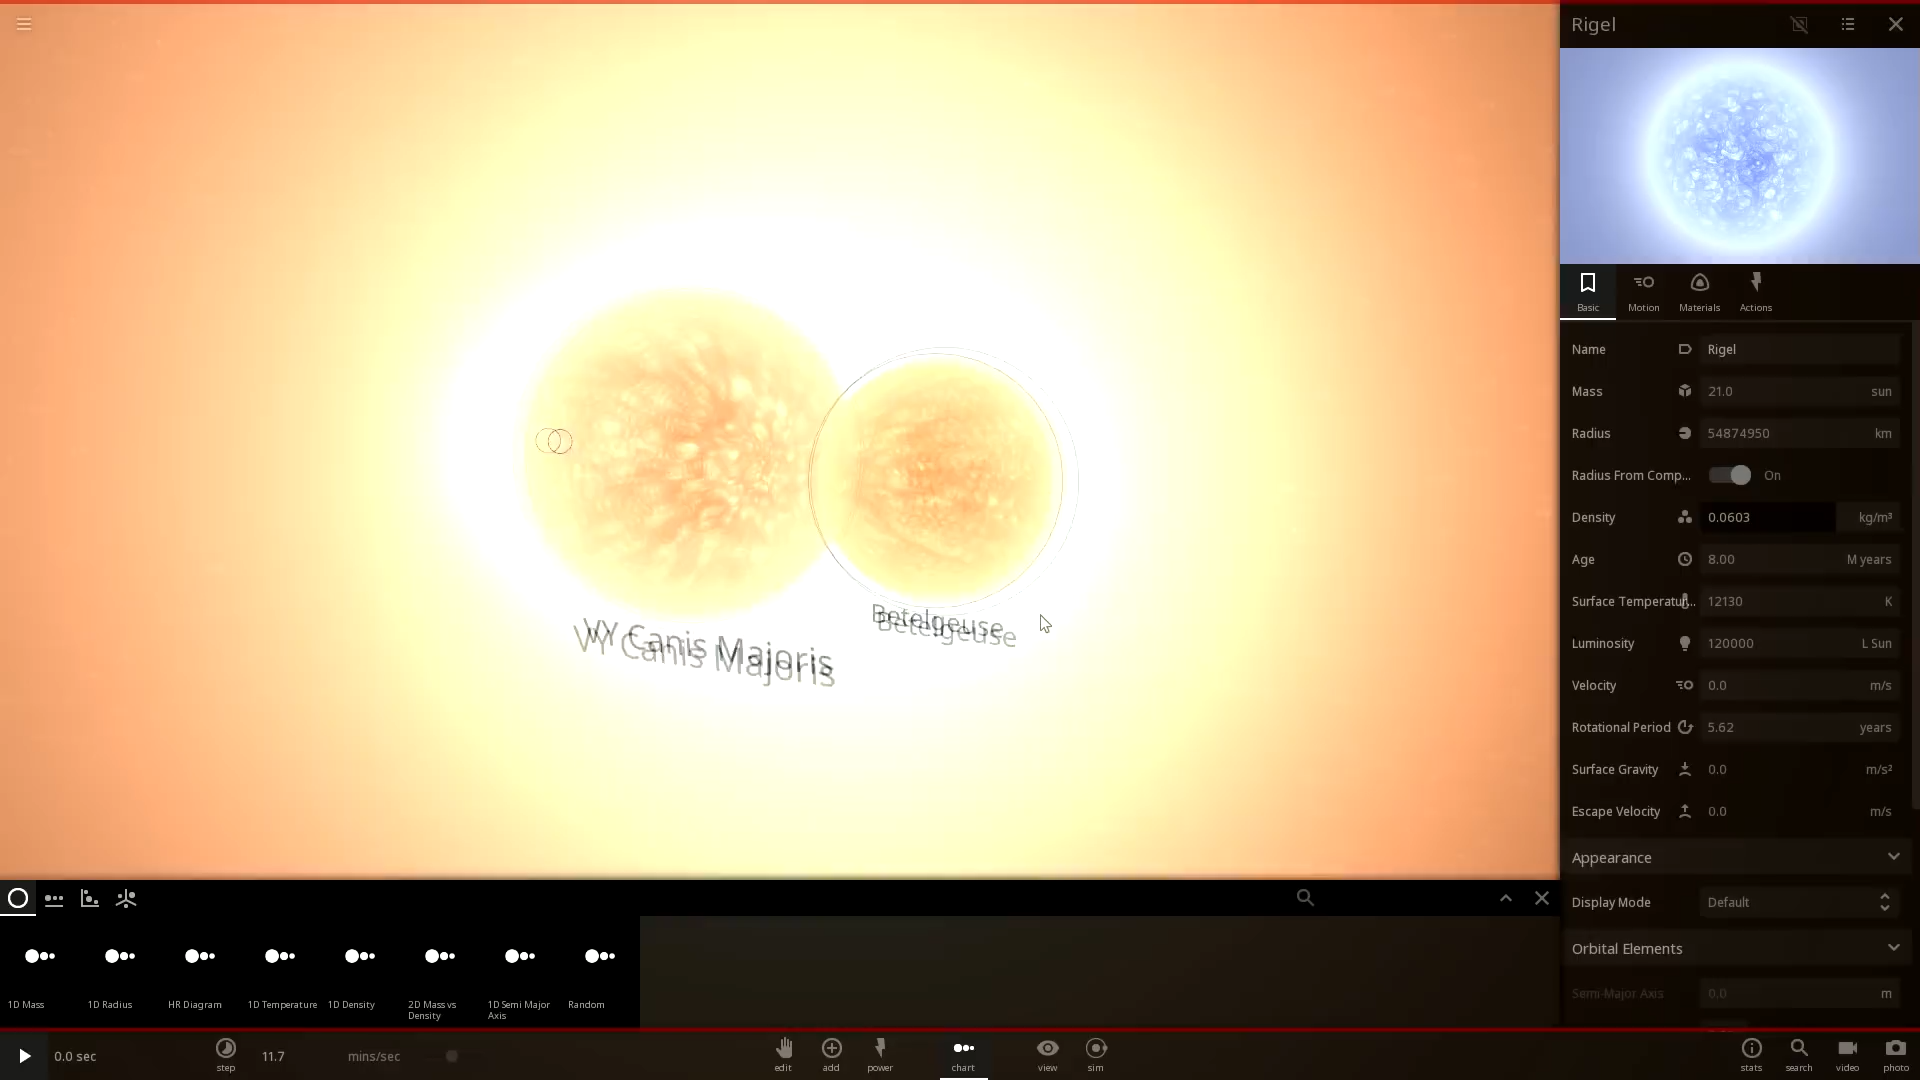 Rigel
VY Canis Majoris
VY Canis Majoris
Betelgeuse
Betelgeuse
Basic
Motion
Materials
Actions
Name Rigel
Mass 21.0 sun
Radius 54874950 km
Radius From Comp... On
Density 0.0603 kg/m³
Age 8.00 M years
Surface Temperatur... 12130 K
Luminosity 120000 L Sun
Velocity 0.0 m/s
Rotational Period 5.62 years
Surface Gravity 0.0 m/s²
Escape Velocity 0.0 m/s
Appearance
Display Mode Default
Orbital Elements
Semi-Major Axis 0.0 m
1D Mass
1D Radius
HR Diagram
1D Temperature
1D Density
2D Mass vs
Density
1D Semi Major
Axis
Random
0.0 sec
step
11.7 mins/sec
edit
add
power
chart
view
sim
stats
search
video
photo